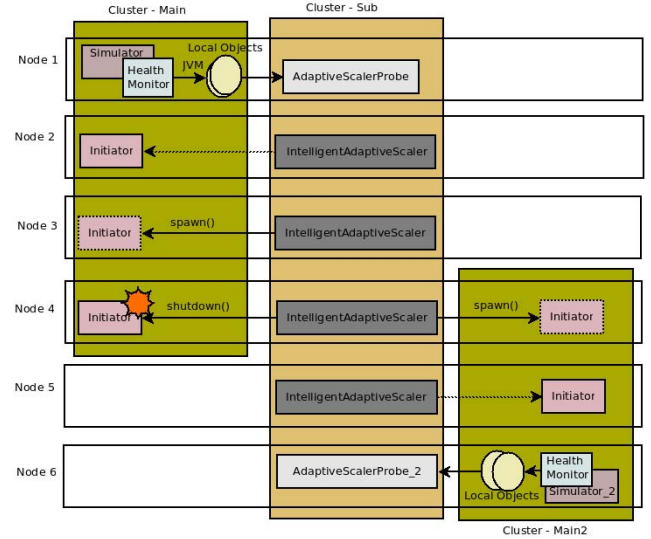 Cluster - Main
Cluster - Sub
Node 1
Simulator
Health
Monitor
JVM
Local Objects
AdaptiveScalerProbe
Node 2
Initiator
IntelligentAdaptiveScaler
Node 3
Initiator
spawn()
IntelligentAdaptiveScaler
Node 4
Initiator
shutdown()
IntelligentAdaptiveScaler
spawn()
Initiator
Node 5
IntelligentAdaptiveScaler
Initiator
Node 6
AdaptiveScalerProbe_2
Local Objects
Health
Monitor
Simulator_2
Cluster - Main2